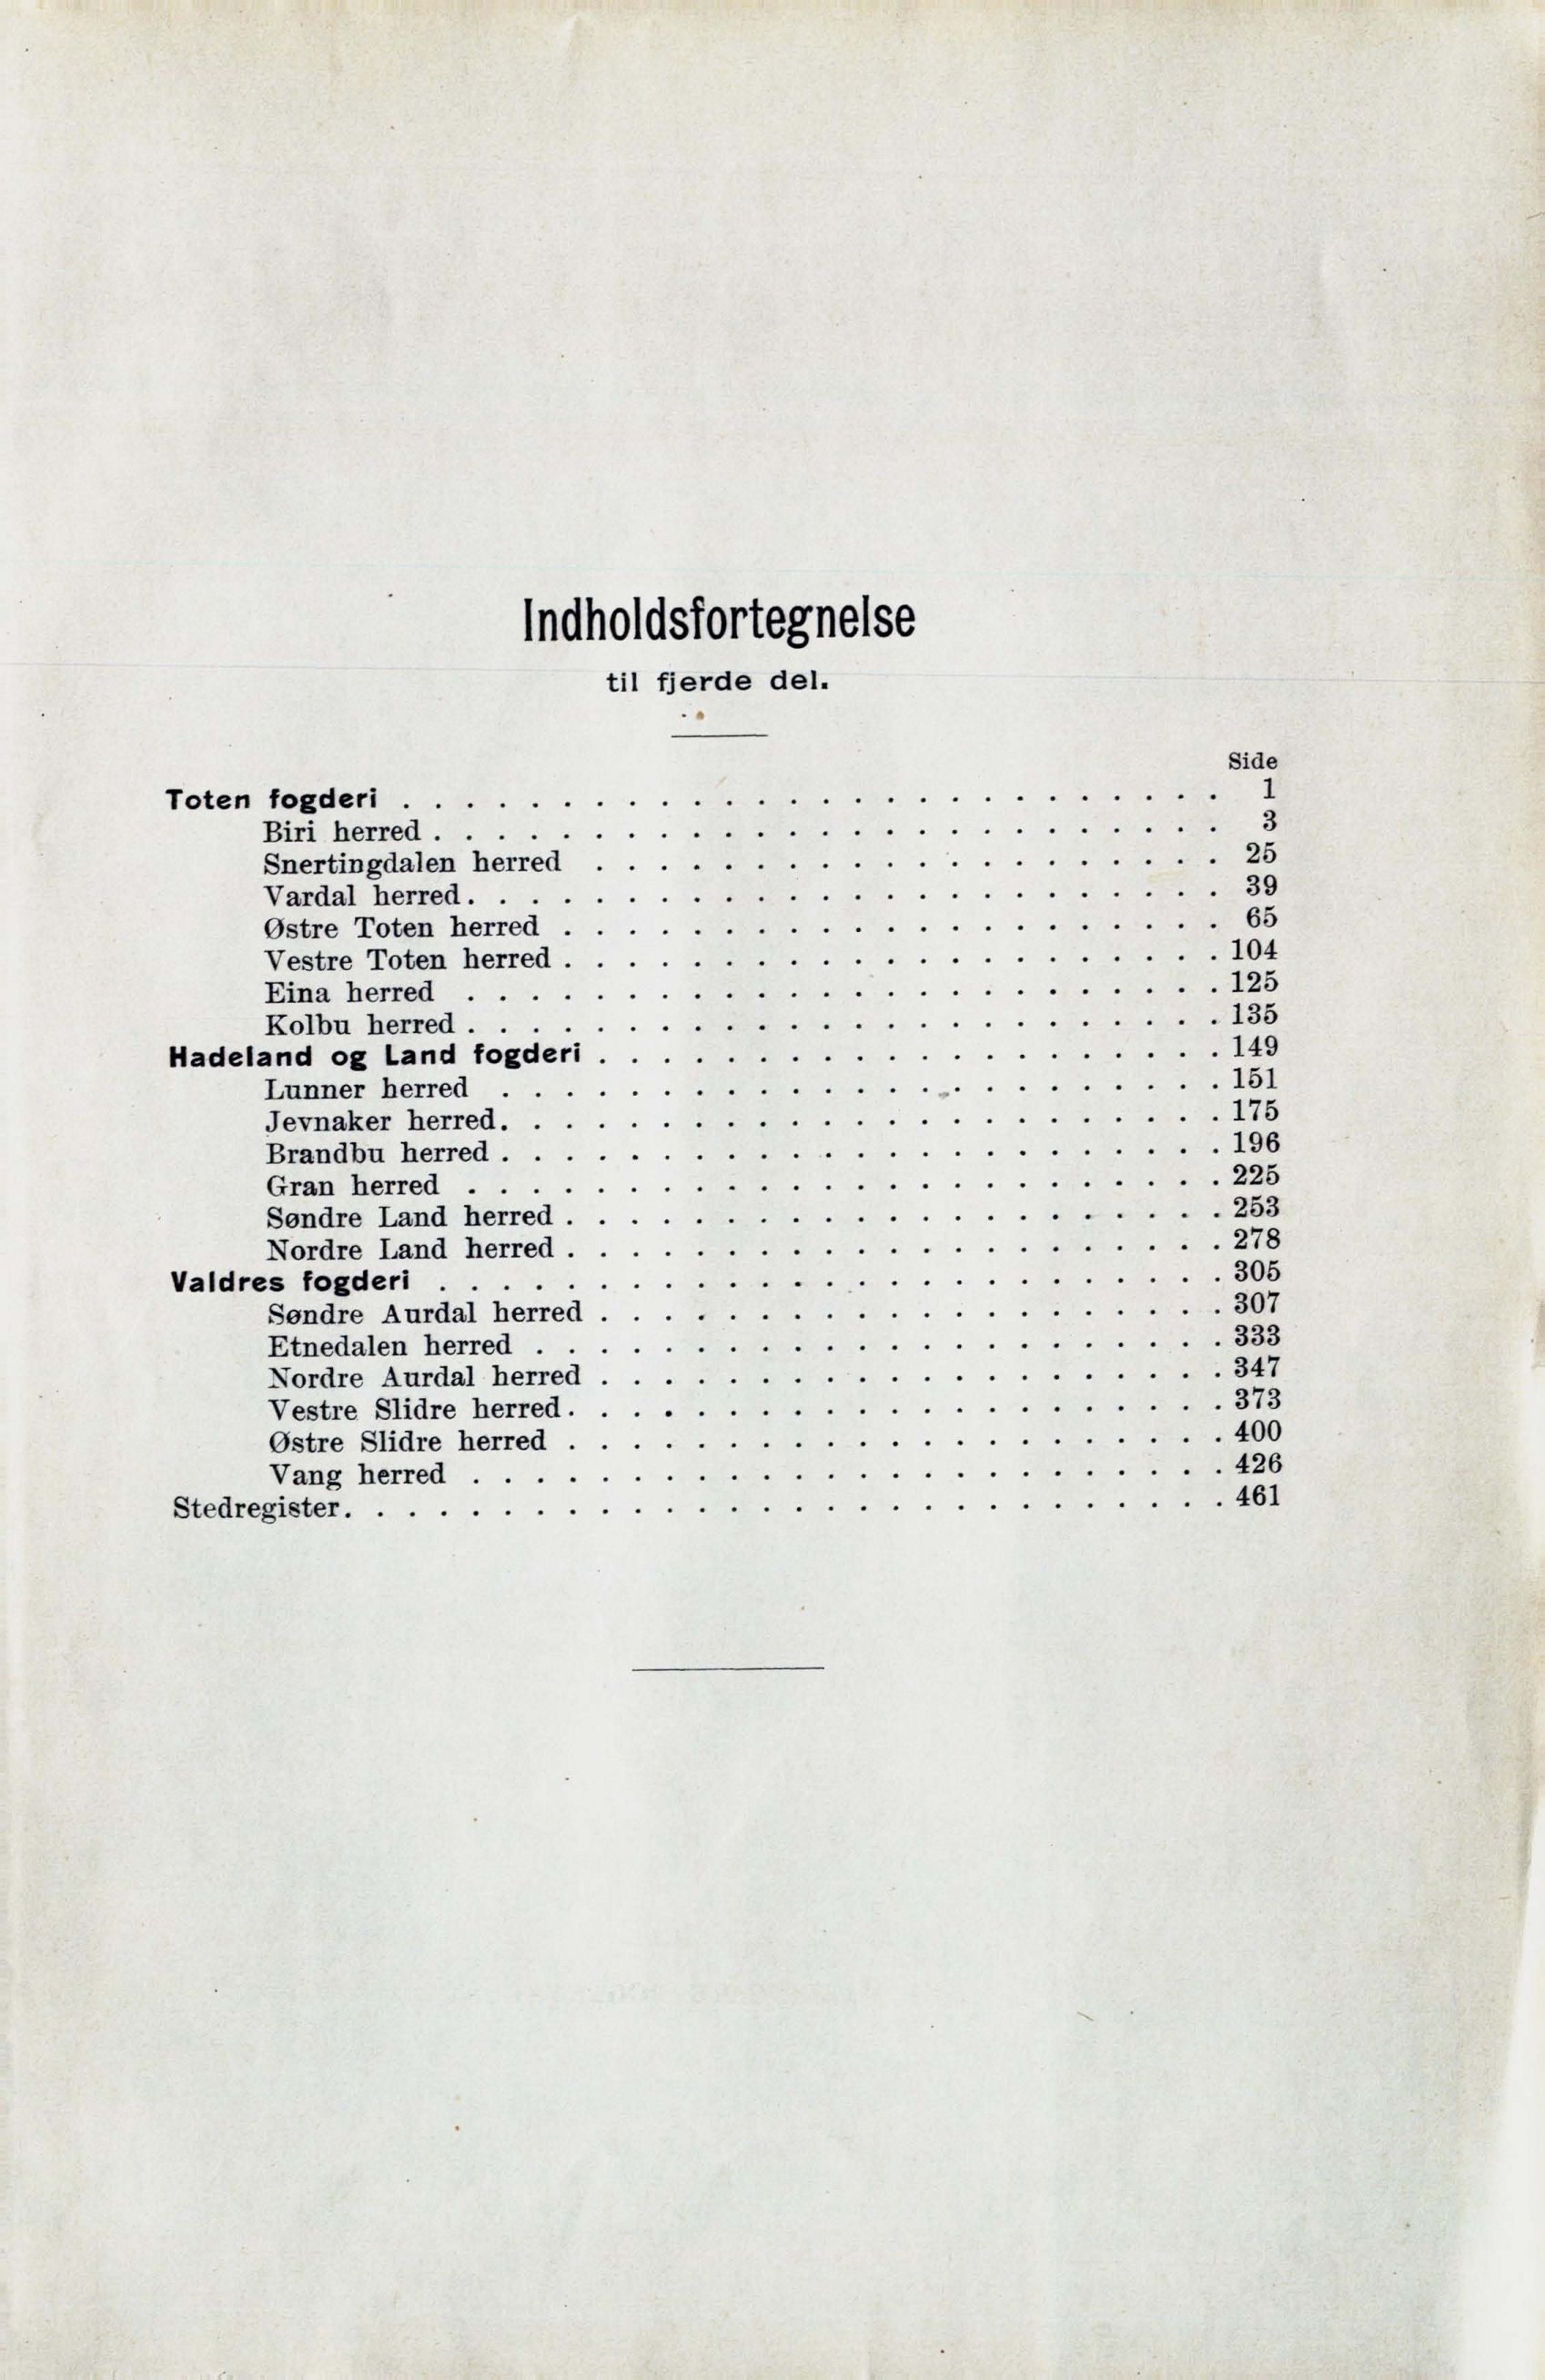 Indholdsfortegnelse
til fjerde del.
Side
Toten fogderi . . . . . . . . . . . . . . . . . . . . . . . . . . 1
Biri herred . . . . . . . . . . . . . . . . . . . . . . . . . 3
Snertingdalen herred . . . . . . . . . . . . . . . . . . . . 25
Vardal herred. . . . . . . . . . . . . . . . . . . . . . . . 39
Østre Toten herred . . . . . . . . . . . . . . . . . . . . . 65
Vestre Toten herred . . . . . . . . . . . . . . . . . . . . . 104
Eina herred . . . . . . . . . . . . . . . . . . . . . . . . 125
Kolbu herred . . . . . . . . . . . . . . . . . . . . . . . . 135
Hadeland og Land fogderi . . . . . . . . . . . . . . . . . . . . 149
Lunner herred . . . . . . . . . . . . . . . . . . . . . . . 151
Jevnaker herred. . . . . . . . . . . . . . . . . . . . . . . 175
Brandbu herred . . . . . . . . . . . . . . . . . . . . . . . 196
Gran herred . . . . . . . . . . . . . . . . . . . . . . . . 225
Søndre Land herred . . . . . . . . . . . . . . . . . . . . . 253
Nordre Land herred . . . . . . . . . . . . . . . . . . . . . 278
Valdres fogderi . . . . . . . . . . . . . . . . . . . . . . . . . 305
Søndre Aurdal herred . . . . . . . . . . . . . . . . . . . . 307
Etnedalen herred . . . . . . . . . . . . . . . . . . . . . . 333
Nordre Aurdal herred . . . . . . . . . . . . . . . . . . . . 347
Vestre Slidre herred. . . . . . . . . . . . . . . . . . . . . 373
Østre Slidre herred . . . . . . . . . . . . . . . . . . . . . 400
Vang herred . . . . . . . . . . . . . . . . . . . . . . . . 426
Stedregister. . . . . . . . . . . . . . . . . . . . . . . . . . . . 461